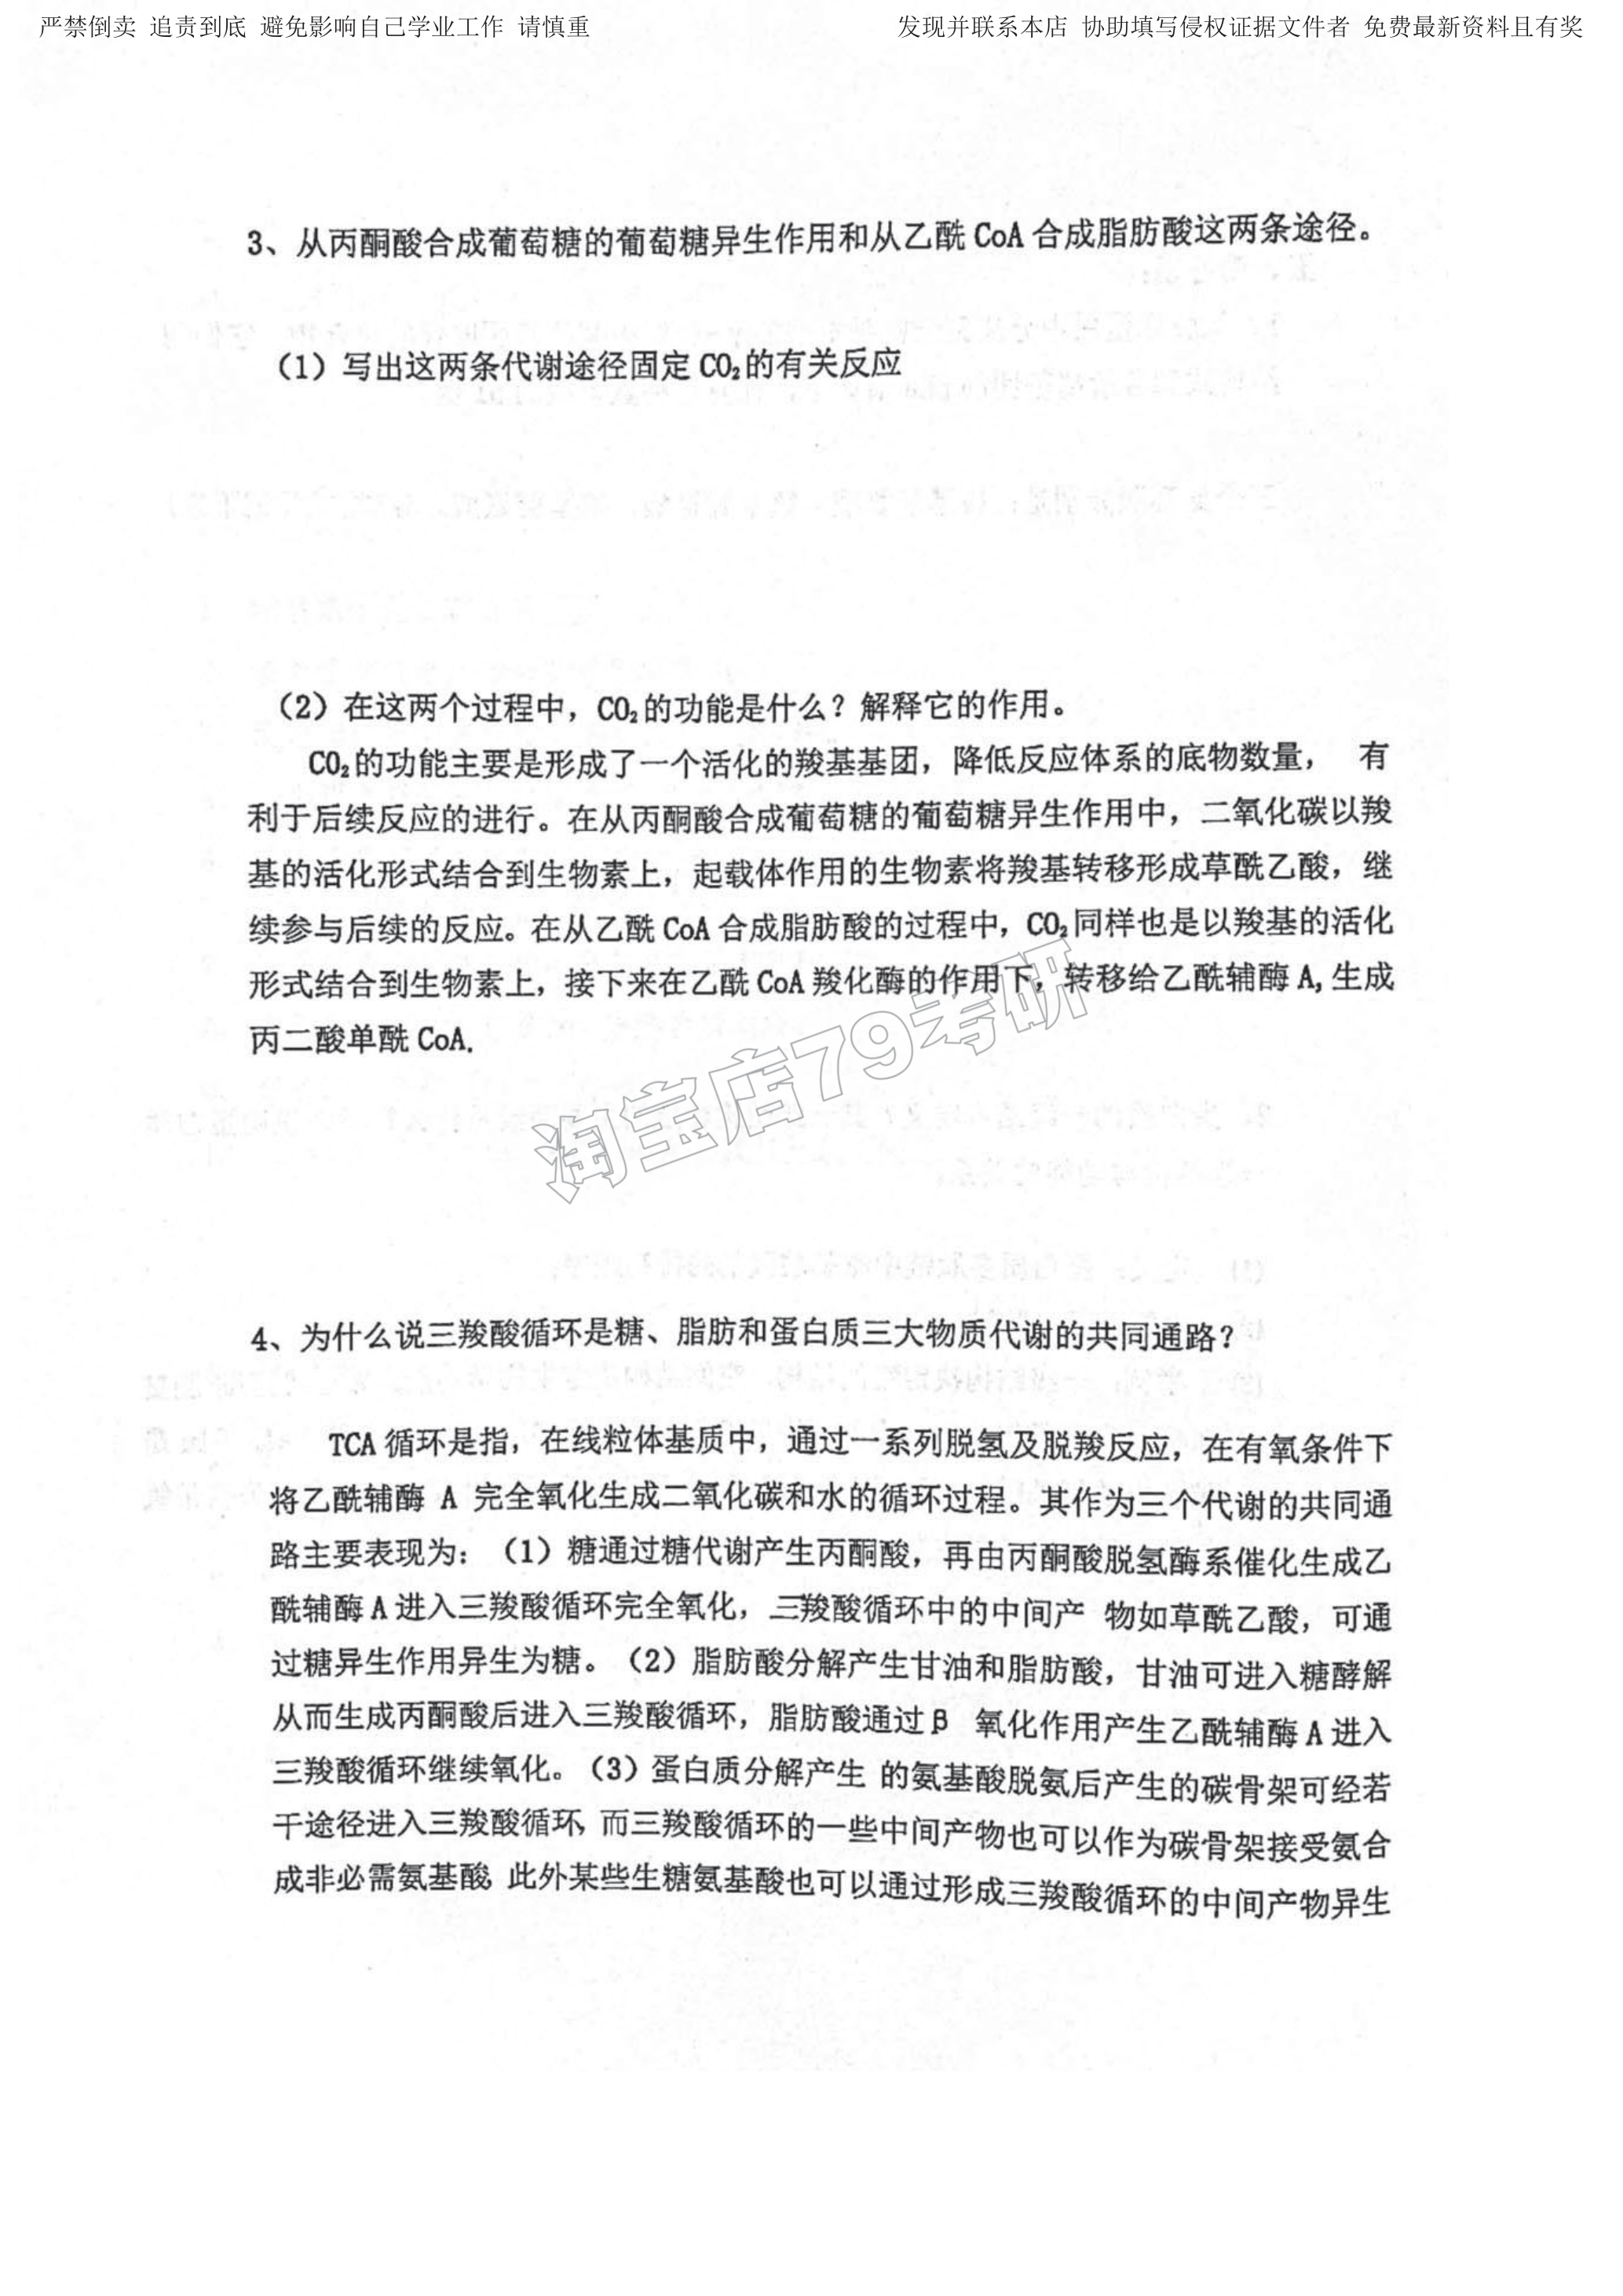 严禁倒卖 追责到底 避免影响自己学业工作 请慎重
发现并联系本店 协助填写侵权证据文件者 免费最新资料且有奖
3、从丙酮酸合成葡萄糖的葡萄糖异生作用和从乙酰 CoA 合成脂肪酸这两条途径。
（1）写出这两条代谢途径固定 CO₂的有关反应
（2）在这两个过程中，CO₂的功能是什么？解释它的作用。
CO₂的功能主要是形成了一个活化的羧基基团，降低反应体系的底物数量， 有
利于后续反应的进行。在从丙酮酸合成葡萄糖的葡萄糖异生作用中，二氧化碳以羧
基的活化形式结合到生物素上，起载体作用的生物素将羧基转移形成草酰乙酸，继
续参与后续的反应。在从乙酰 CoA 合成脂肪酸的过程中，CO₂同样也是以羧基的活化
形式结合到生物素上，接下来在乙酰 CoA 羧化酶的作用下，转移给乙酰辅酶 A,生成
丙二酸单酰 CoA.
淘宝店79考研
4、为什么说三羧酸循环是糖、脂肪和蛋白质三大物质代谢的共同通路？
TCA 循环是指，在线粒体基质中，通过一系列脱氢及脱羧反应，在有氧条件下
将乙酰辅酶 A 完全氧化生成二氧化碳和水的循环过程。其作为三个代谢的共同通
路主要表现为：（1）糖通过糖代谢产生丙酮酸，再由丙酮酸脱氢酶系催化生成乙
酰辅酶 A 进入三羧酸循环完全氧化，三羧酸循环中的中间产 物如草酰乙酸，可通
过糖异生作用异生为糖。（2）脂肪酸分解产生甘油和脂肪酸，甘油可进入糖酵解
从而生成丙酮酸后进入三羧酸循环，脂肪酸通过 β 氧化作用产生乙酰辅酶 A 进入
三羧酸循环继续氧化。（3）蛋白质分解产生 的氨基酸脱氨后产生的碳骨架可经若
干途径进入三羧酸循环，而三羧酸循环的一些中间产物也可以作为碳骨架接受氨合
成非必需氨基酸，此外某些生糖氨基酸也可以通过形成三羧酸循环的中间产物异生